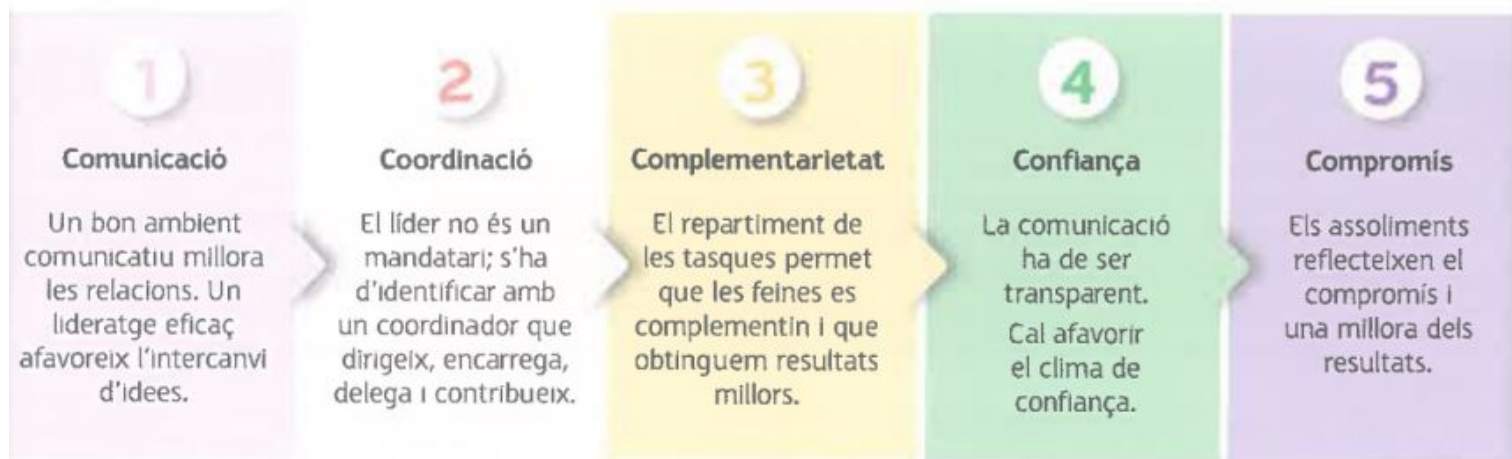 1
Comunicació
Un bon ambient
comunicatiu millora
les relacions. Un
lideratge eficaç
afavoreix l'intercanvi
d'idees.
2
Coordinació
El líder no és un
mandatari; s'ha
d'identificar amb
un coordinador que
dirigeix, encarrega,
delega i contribueix.
3
Complementarietat
El repartiment de
les tasques permet
que les feines es
complementin i que
obtinguem resultats
millors.
4
Confiança
La comunicació
ha de ser
transparent.
Cal afavorir
el clima de
confiança.
5
Compromís
Els assoliments
reflecteixen el
compromís i
una millora dels
resultats.